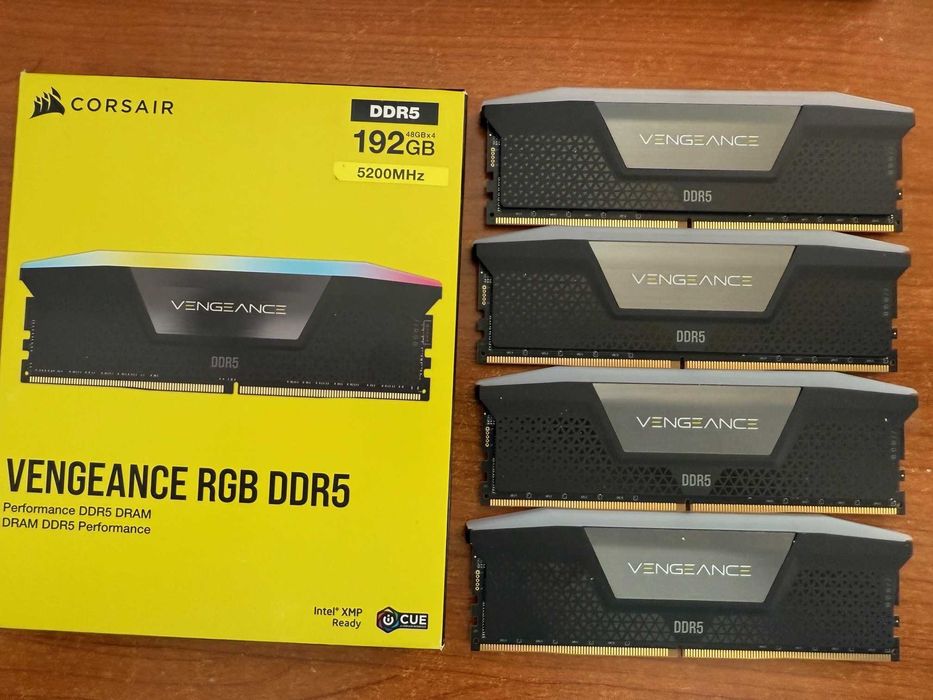 CORSAIR
DDR5
48GBx4
192GB
5200MHz
VENGEANCE
DDR5
VENGEANCE RGB DDR5
Performance DDR5 DRAM
DRAM DDR5 Performance
Intel® XMP
Ready
iCUE
VENGEANCE
DDR5
VENGEANCE
DDR5
VENGEANCE
DDR5
VENGEANCE
DDR5